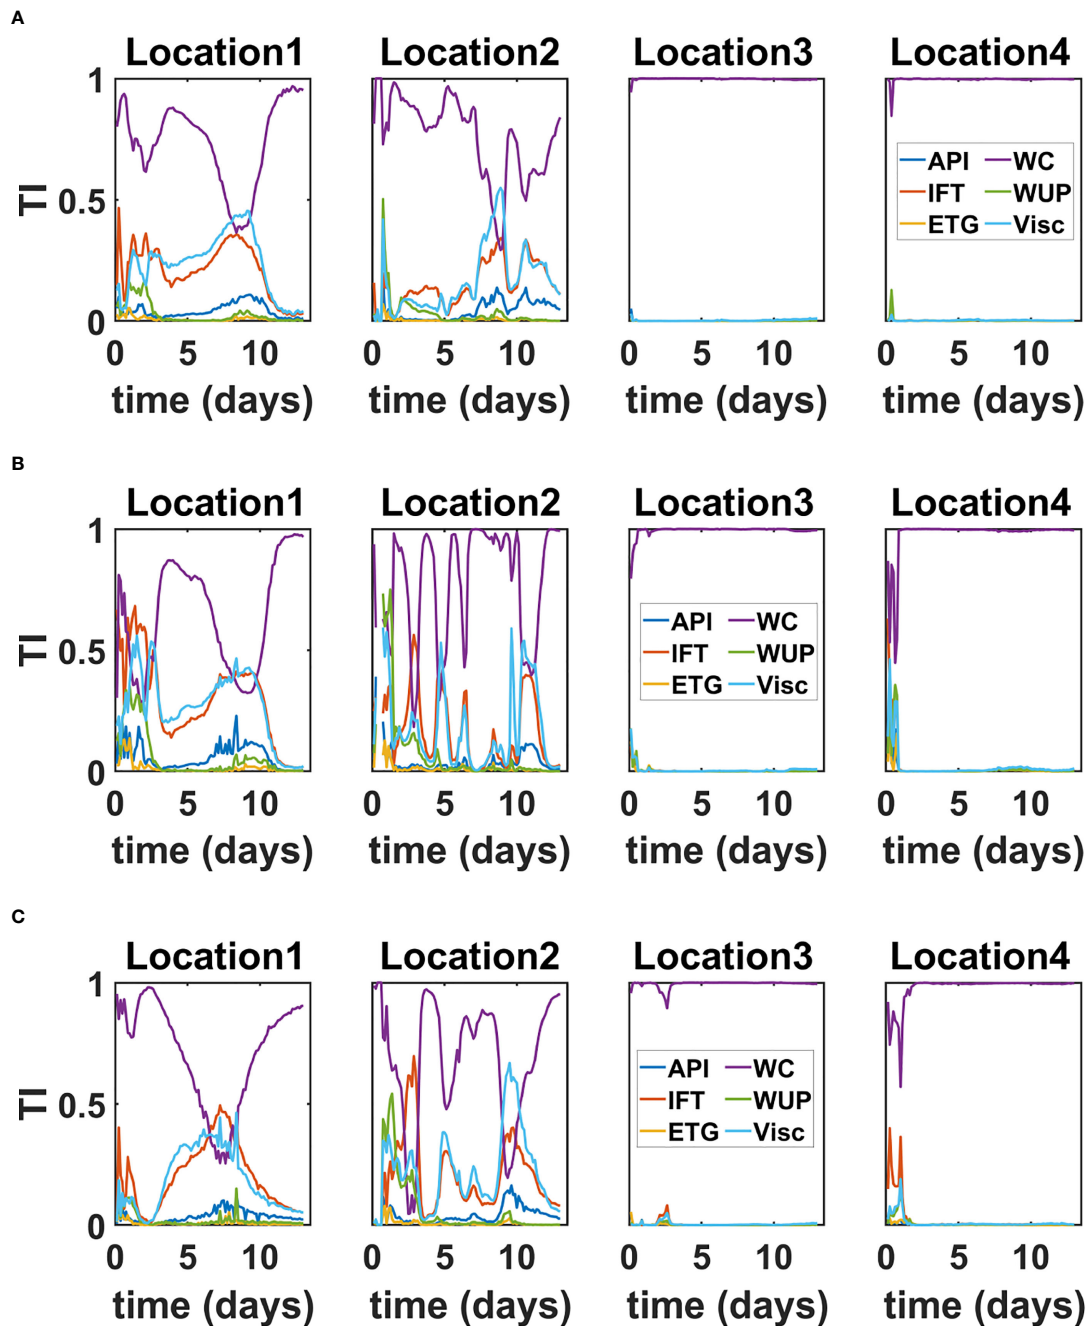 A
Location1 Location2 Location3 Location4
1
TI 0.5
API WC
IFT WUP
ETG Visc
0
0 5 10 0 5 10 0 5 10 0 5 10
time (days) time (days) time (days) time (days)
B
Location1 Location2 Location3 Location4
1
TI 0.5
API WC
IFT WUP
ETG Visc
0
0 5 10 0 5 10 0 5 10 0 5 10
time (days) time (days) time (days) time (days)
C
Location1 Location2 Location3 Location4
1
TI 0.5
API WC
IFT WUP
ETG Visc
0
0 5 10 0 5 10 0 5 10 0 5 10
time (days) time (days) time (days) time (days)